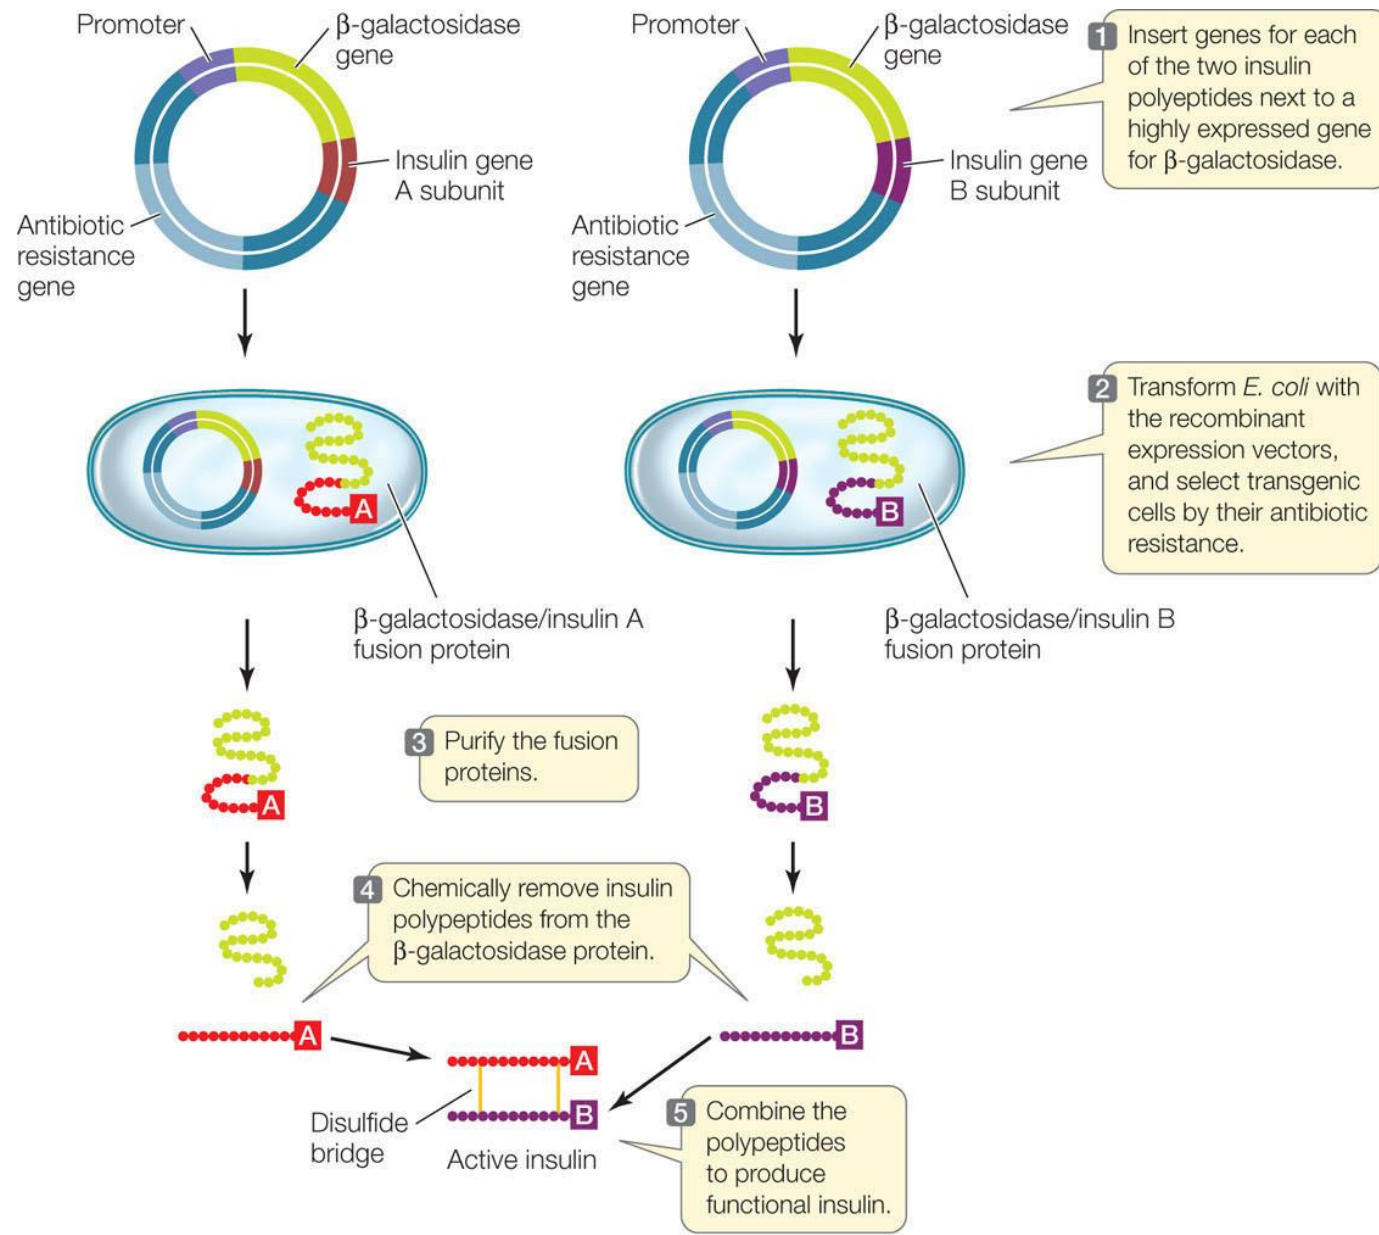 Promoter
β-galactosidase
gene
Insulin gene
A subunit
Antibiotic
resistance
gene
Promoter
β-galactosidase
gene
Insulin gene
B subunit
Antibiotic
resistance
gene
1 Insert genes for each
of the two insulin
polyeptides next to a
highly expressed gene
for β-galactosidase.
A
B
2 Transform E. coli with
the recombinant
expression vectors,
and select transgenic
cells by their antibiotic
resistance.
β-galactosidase/insulin A
fusion protein
β-galactosidase/insulin B
fusion protein
3 Purify the fusion
proteins.
A
B
4 Chemically remove insulin
polypeptides from the
β-galactosidase protein.
A
B
A
B
Disulfide
bridge
Active insulin
5 Combine the
polypeptides
to produce
functional insulin.